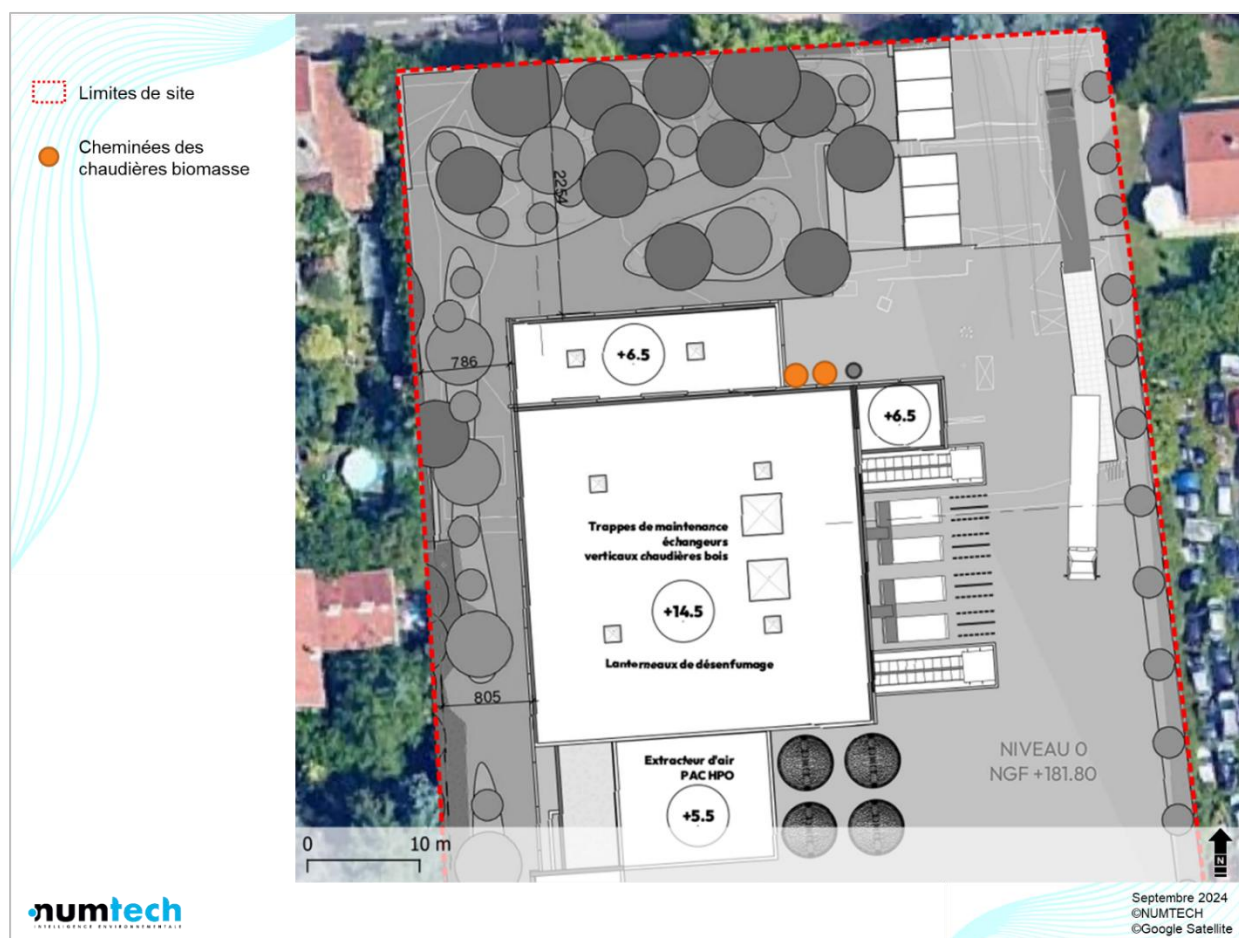 Limites de site
Cheminées des
chaudières biomasse
2254
786
+6.5
+6.5
Trappes de maintenance
échangeurs
verticaux chaudières bois
+14.5
Lanterneaux de désenfumage
805
Extracteur d'air
PAC HPO
+5.5
NIVEAU 0
NGF +181.80
0 10 m
N
numtech
INTELLIGENCE ENVIRONNEMENTALE
Septembre 2024
©NUMTECH
©Google Satellite